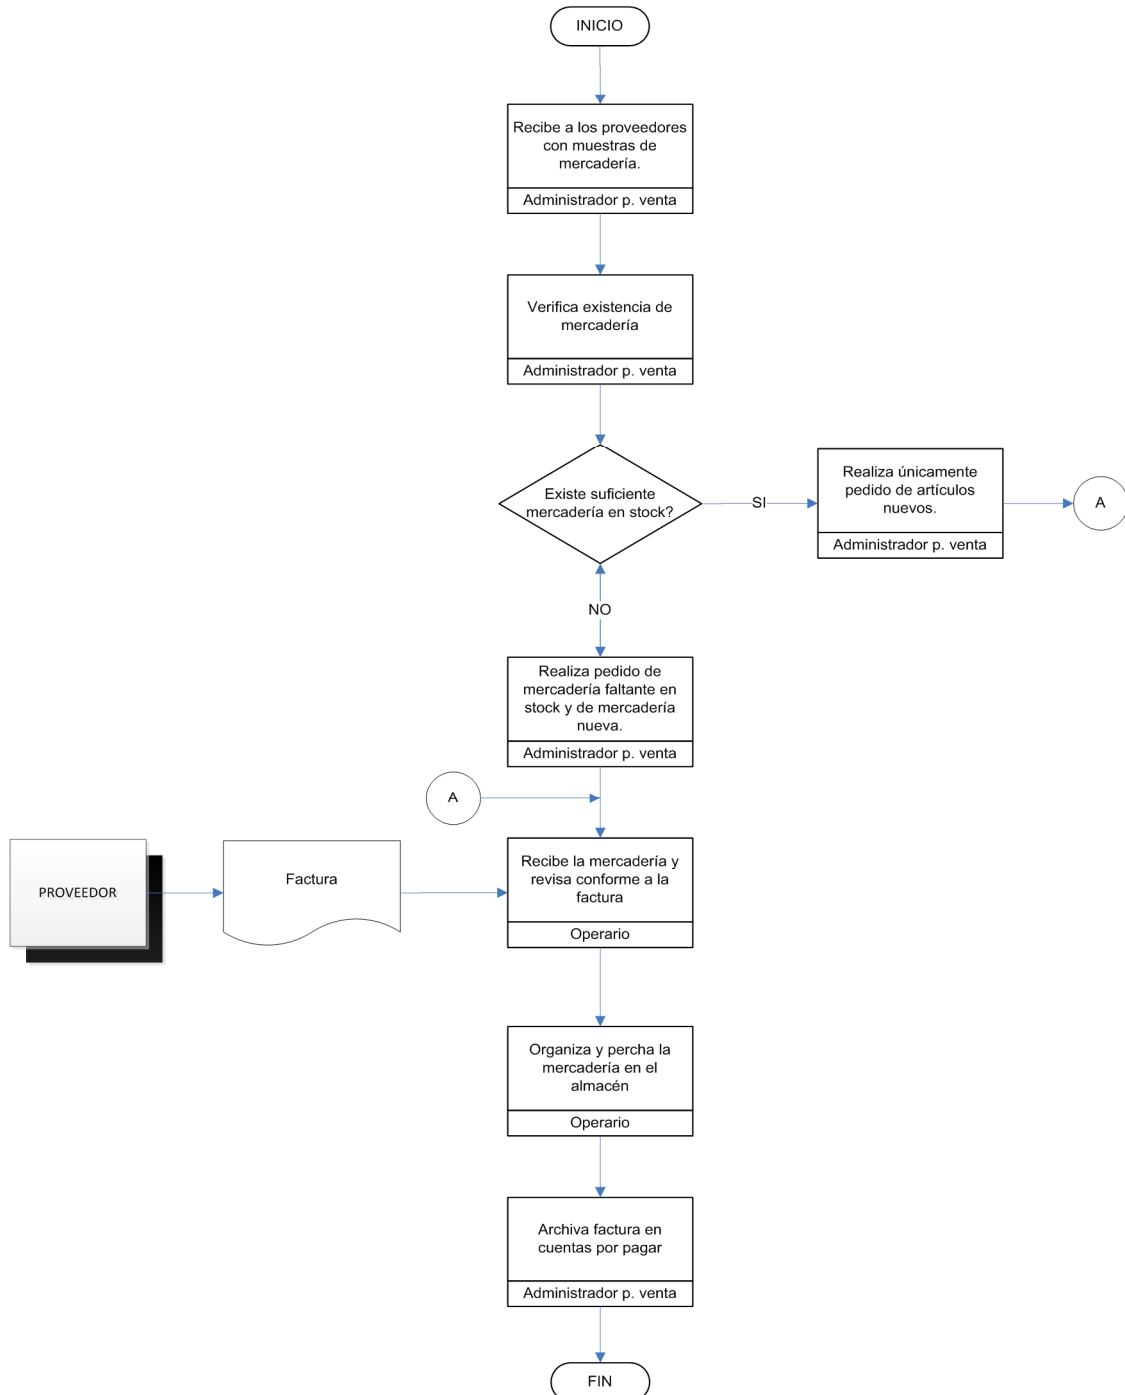 INICIO
Recibe a los proveedores
con muestras de
mercadería.
Administrador p. venta
Verifica existencia de
mercadería
Administrador p. venta
Existe suficiente
mercadería en stock?
SI
Realiza únicamente
pedido de artículos
nuevos.
Administrador p. venta
A
NO
Realiza pedido de
mercadería faltante en
stock y de mercadería
nueva.
Administrador p. venta
A
PROVEEDOR
Factura
Recibe la mercadería y
revisa conforme a la
factura
Operario
Organiza y percha la
mercadería en el
almacén
Operario
Archiva factura en
cuentas por pagar
Administrador p. venta
FIN